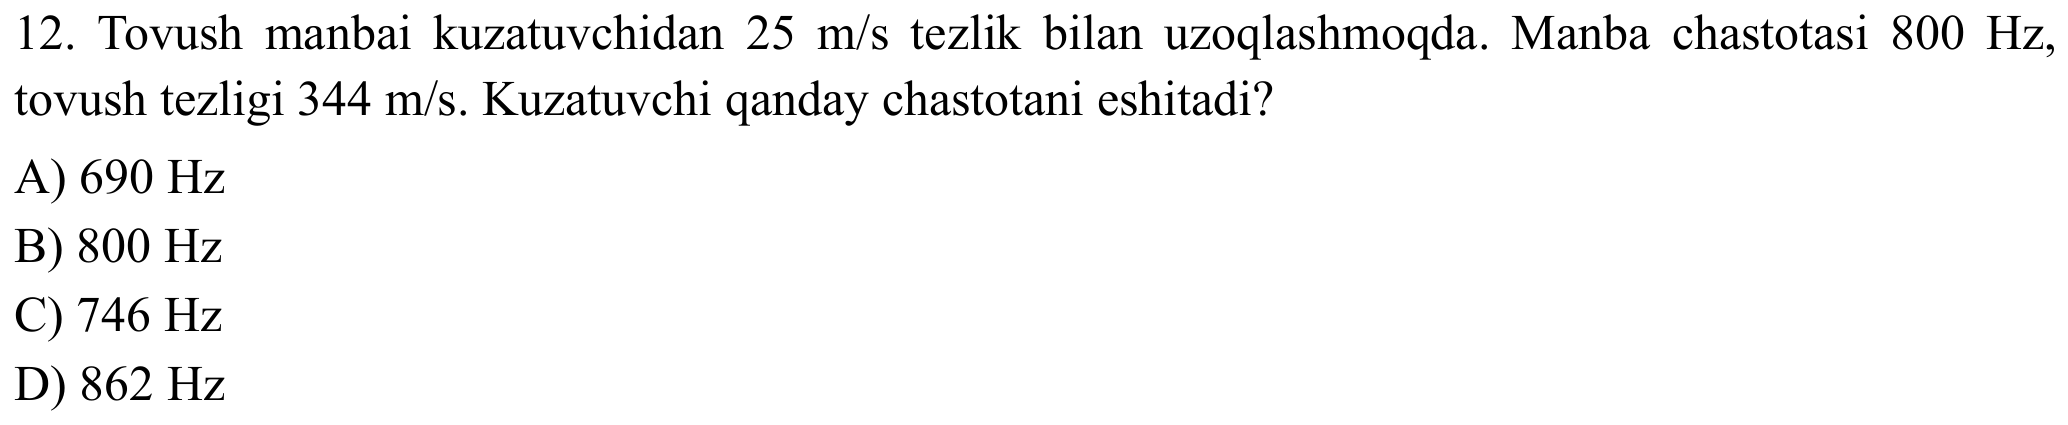 12. Tovush manbai kuzatuvchidan 25 m/s tezlik bilan uzoqlashmoqda. Manba chastotasi 800 Hz,
tovush tezligi 344 m/s. Kuzatuvchi qanday chastotani eshitadi?
A) 690 Hz
B) 800 Hz
C) 746 Hz
D) 862 Hz